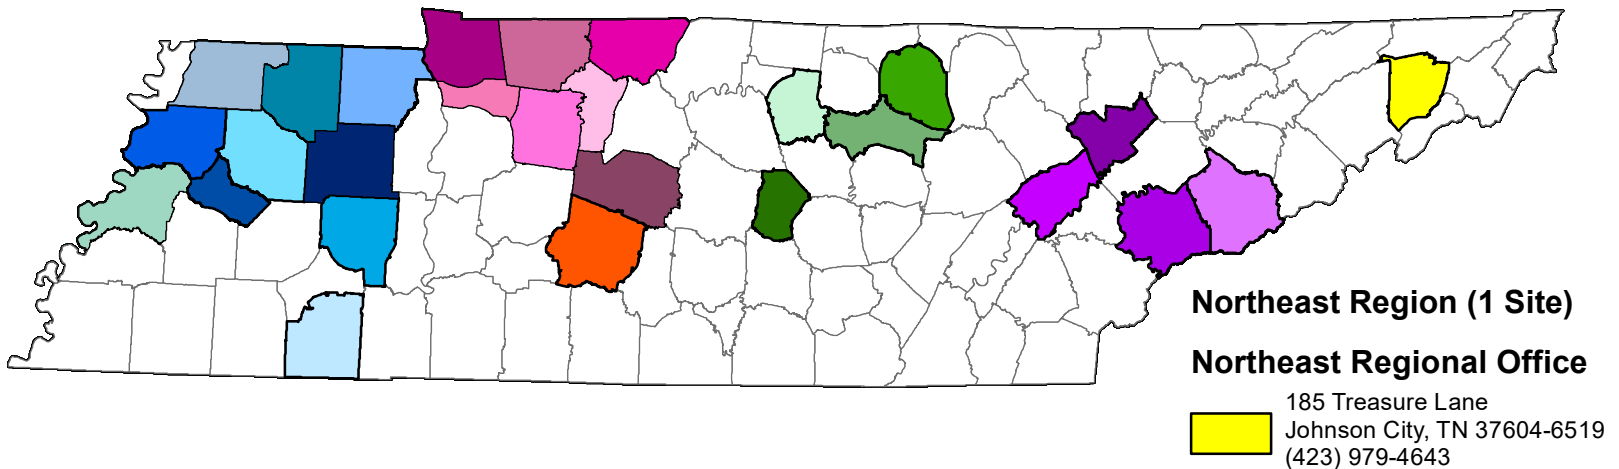 Northeast Region (1 Site)
Northeast Regional Office
185 Treasure Lane
Johnson City, TN 37604-6519
(423) 979-4643